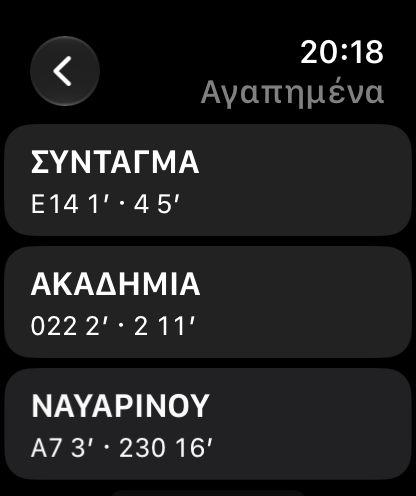 20:18
Αγαπημένα
ΣΥΝΤΑΓΜΑ
Ε14 1′ · 4 5′
ΑΚΑΔΗΜΙΑ
022 2′ · 2 11′
ΝΑΥΑΡΙΝΟΥ
Α7 3′ · 230 16′